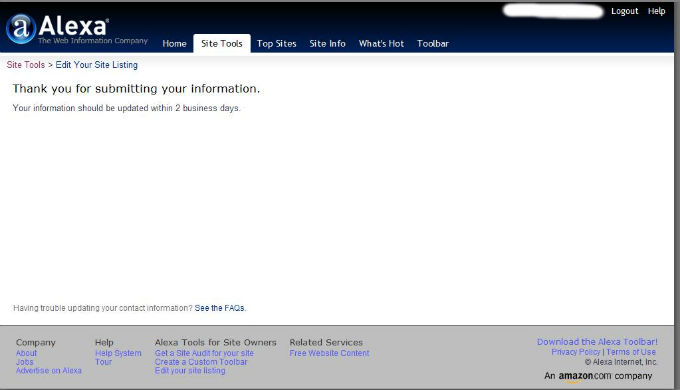 Logout Help
a Alexa®
The Web Information Company
Home Site Tools Top Sites Site Info What's Hot Toolbar
Site Tools > Edit Your Site Listing
Thank you for submitting your information.
Your information should be updated within 2 business days.
Having trouble updating your contact information? See the FAQs.
Company
About
Jobs
Advertise on Alexa
Help
Help System
Tour
Alexa Tools for Site Owners
Get a Site Audit for your site
Create a Custom Toolbar
Edit your site listing
Related Services
Free Website Content
Download the Alexa Toolbar!
Privacy Policy | Terms of Use
© Alexa Internet, Inc.
An amazon.com company